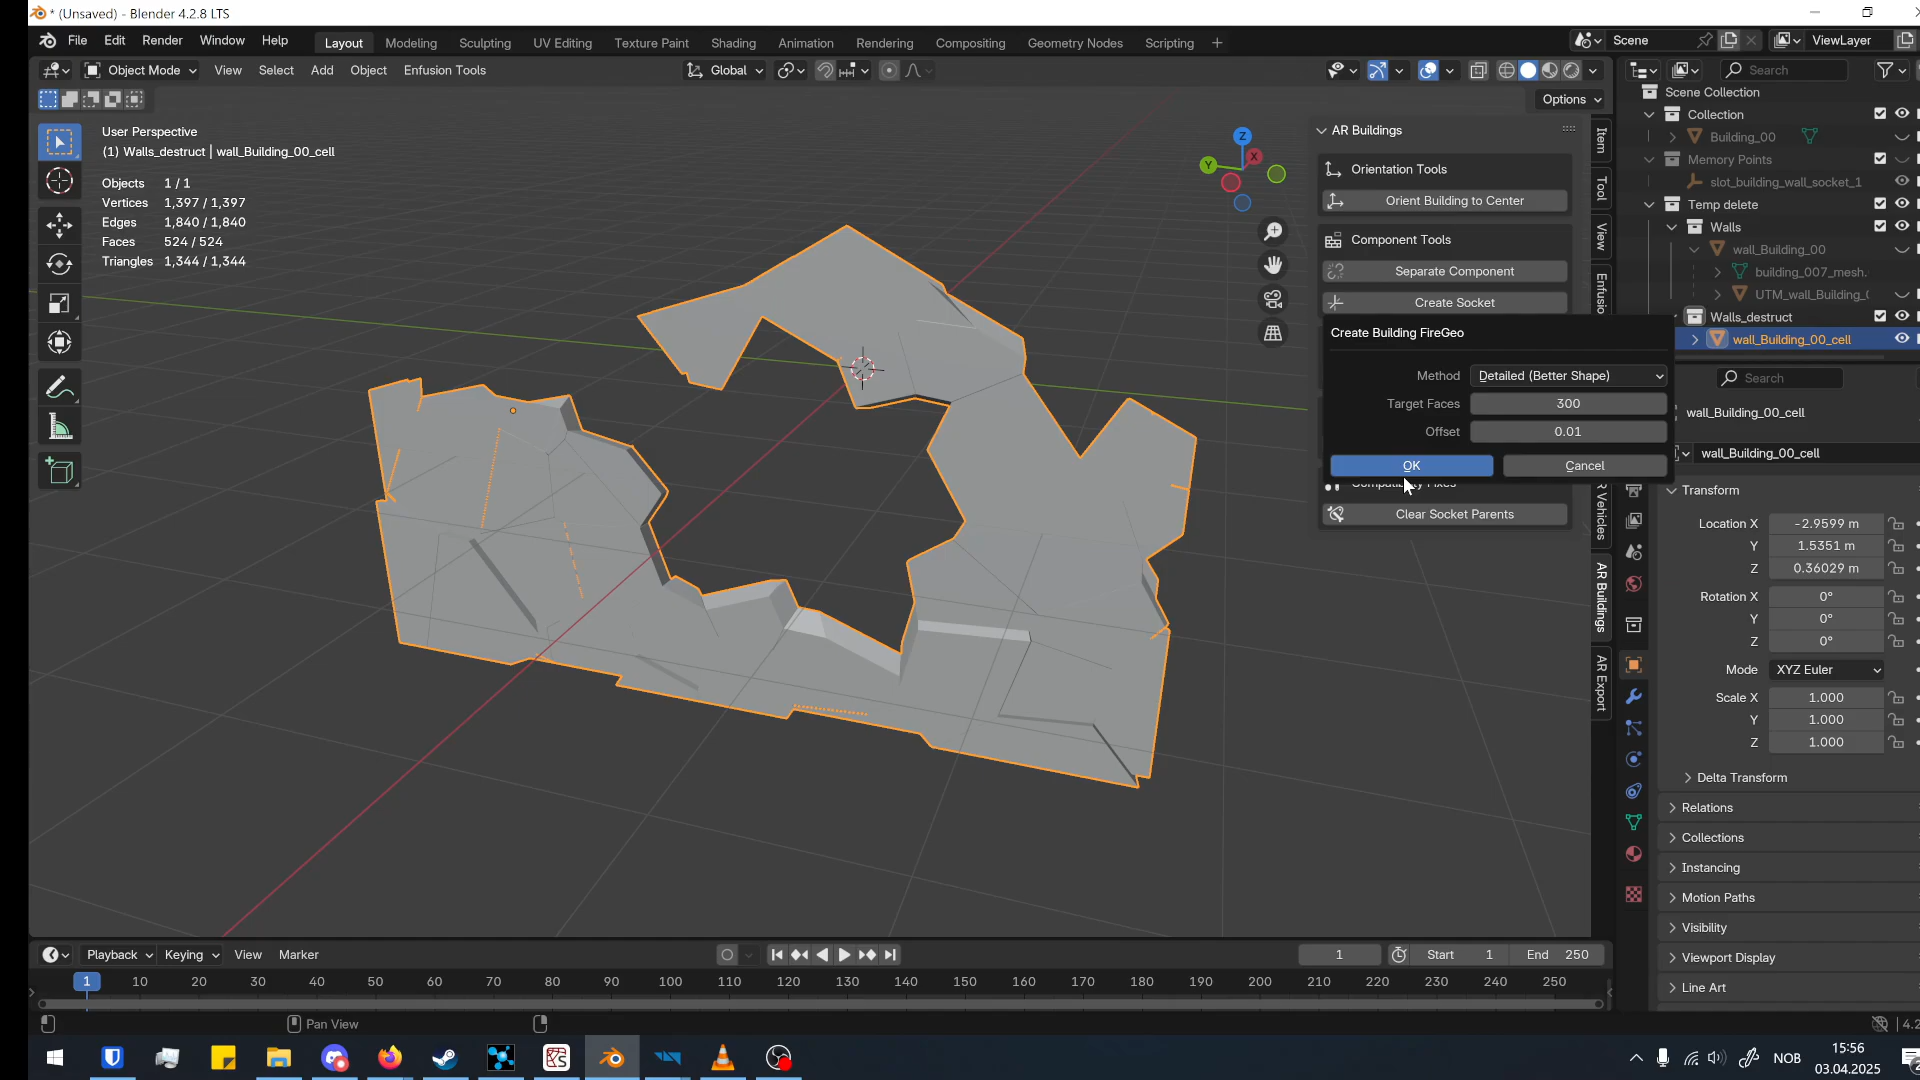 * (Unsaved) - Blender 4.2.8 LTS
File Edit Render Window Help Layout Modeling Sculpting UV Editing Texture Paint Shading Animation Rendering Compositing Geometry Nodes Scripting + Scene ViewLayer
Object Mode View Select Add Object Enfusion Tools Global Search
Options
Scene Collection
Collection
Building_00
Memory Points
slot_building_wall_socket_1
Temp delete
Walls
wall_Building_00
building_007_mesh.
UTM_wall_Building_(
Walls_destruct
wall_Building_00_cell
User Perspective
(1) Walls_destruct | wall_Building_00_cell
Objects 1 / 1
Vertices 1,397 / 1,397
Edges 1,840 / 1,840
Faces 524 / 524
Triangles 1,344 / 1,344
Z
Y
X
AR Buildings
Orientation Tools
Orient Building to Center
Component Tools
Separate Component
Create Socket
Create Building FireGeo
Method Detailed (Better Shape)
Target Faces 300
Offset 0.01
OK Cancel
Clear Socket Parents
Item
Tool
View
Enfusio
R Vehicles
AR Buildings
AR Export
Search
wall_Building_00_cell
wall_Building_00_cell
Transform
Location X -2.9599 m
Y 1.5351 m
Z 0.36029 m
Rotation X 0°
Y 0°
Z 0°
Mode XYZ Euler
Scale X 1.000
Y 1.000
Z 1.000
Delta Transform
Relations
Collections
Instancing
Motion Paths
Visibility
Viewport Display
Line Art
Playback Keying View Marker 1 Start 1 End 250
1 10 20 30 40 50 60 70 80 90 100 110 120 130 140 150 160 170 180 190 200 210 220 230 240 250
Pan View 4.2
NOB 15:56
03.04.2025